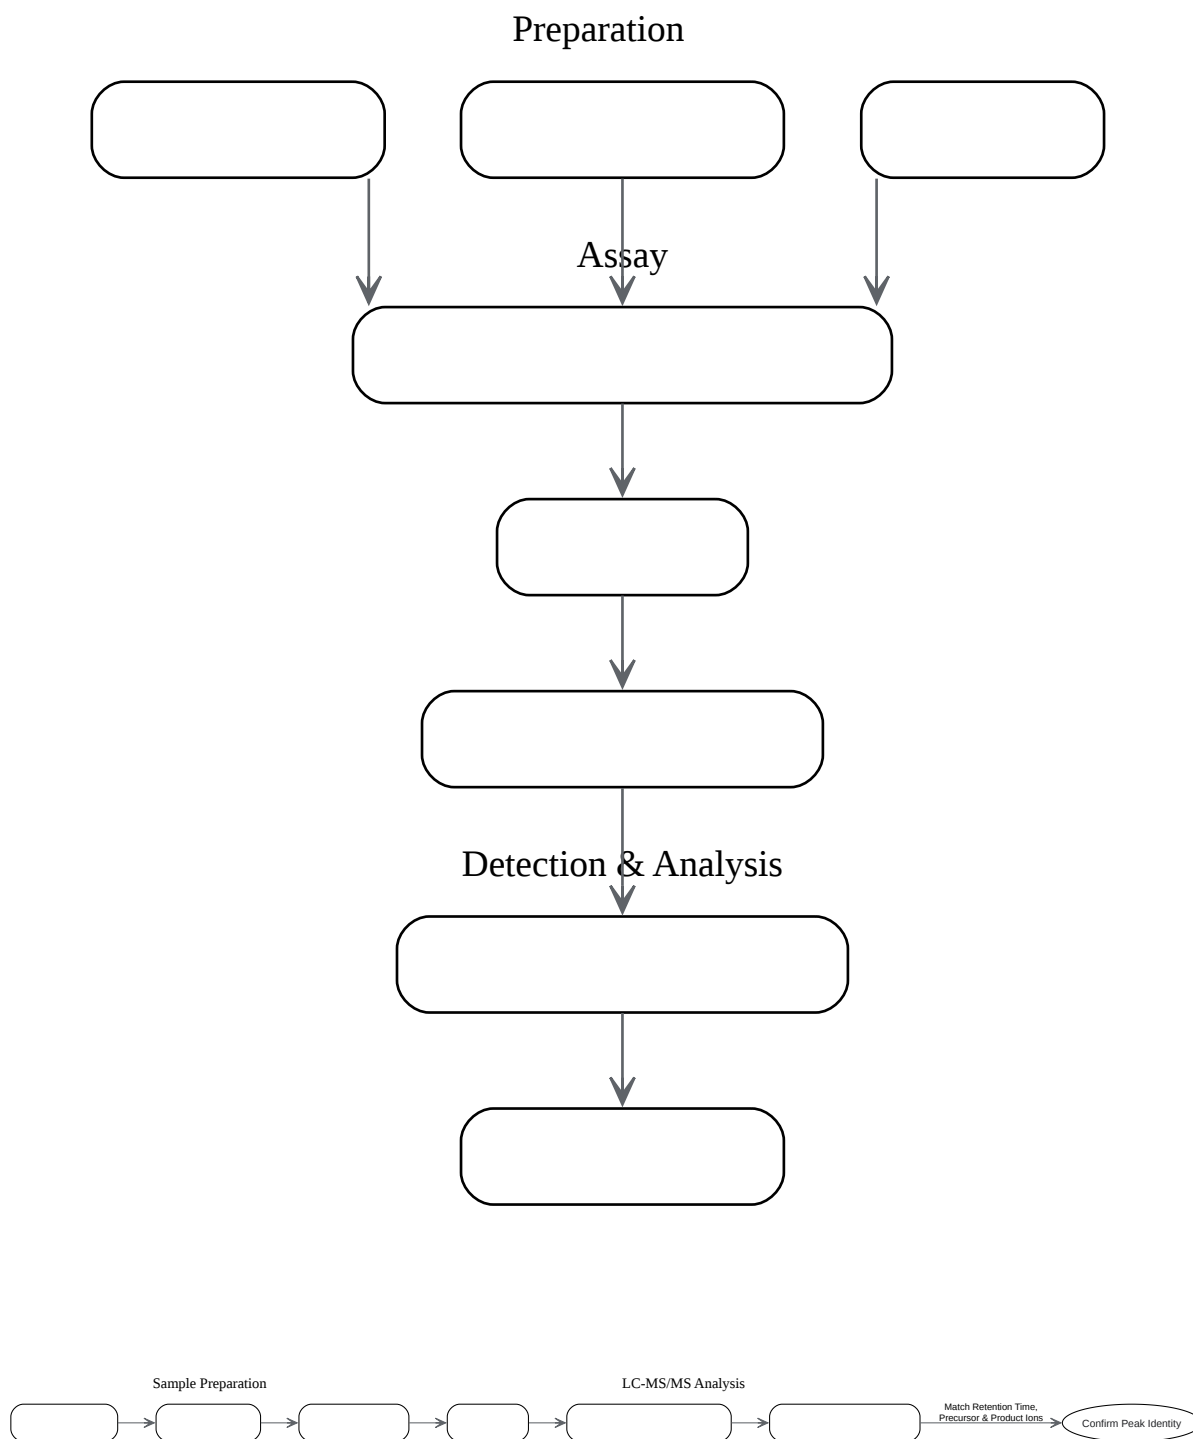 Preparation
Assay
Detection & Analysis
Sample Preparation
LC-MS/MS Analysis
Match Retention Time,
Precursor & Product Ions
Confirm Peak Identity